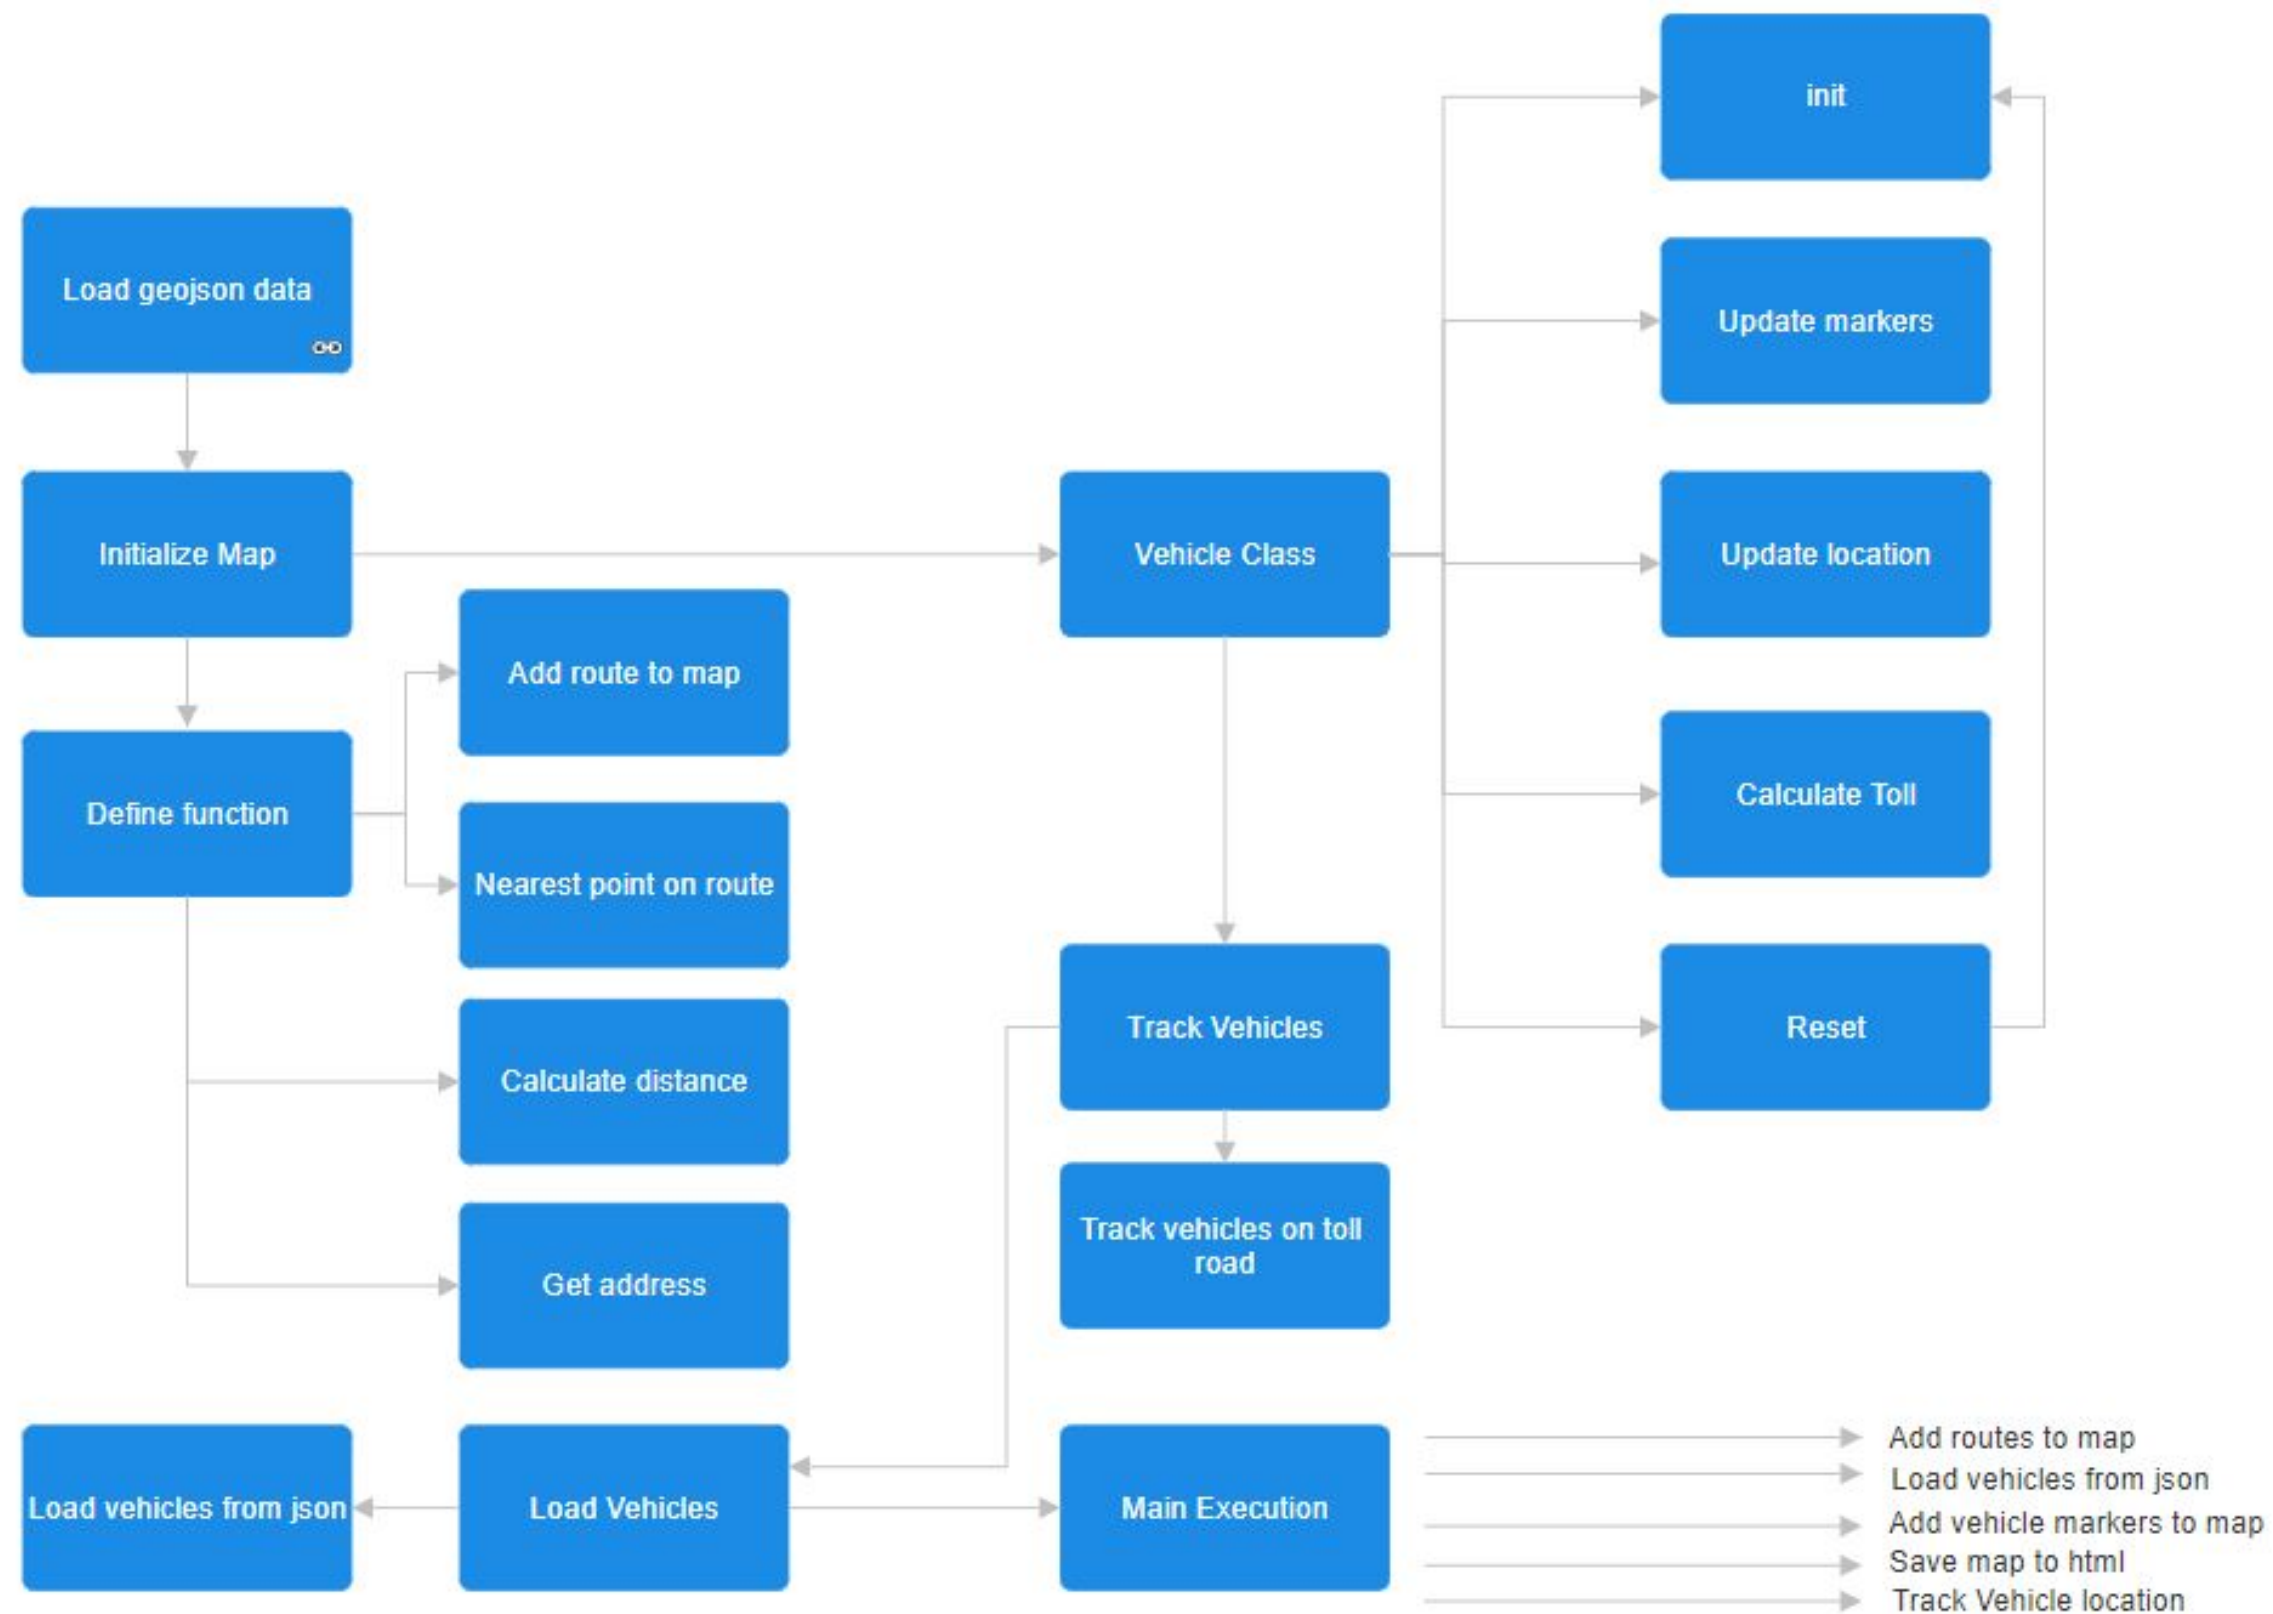 init
Load geojson data
Update markers
Initialize Map
Vehicle Class
Update location
Add route to map
Define function
Calculate Toll
Nearest point on route
Track Vehicles
Reset
Calculate distance
Track vehicles on toll
road
Get address
Load vehicles from json
Load Vehicles
Main Execution
Add routes to map
Load vehicles from json
Add vehicle markers to map
Save map to html
Track Vehicle location